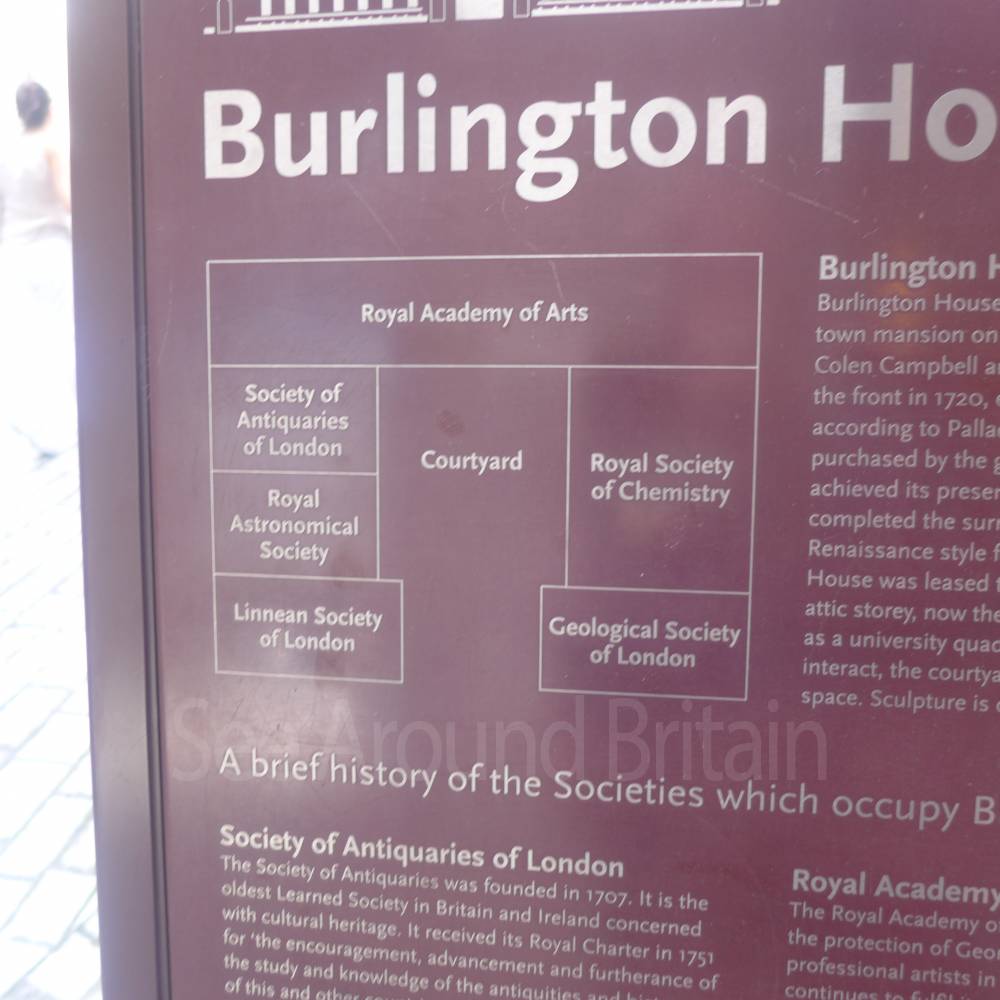 Burlington Ho
Royal Academy of Arts
Society of
Antiquaries
of London
Courtyard
Royal Society
of Chemistry
Royal
Astronomical
Society
Linnean Society
of London
Geological Society
of London
Burlington H
Burlington House
town mansion on
Colen Campbell
the front in 1720,
according to
purchased by the
achieved its
completed the
Renaissance style
House was leased
attic storey, now the
as a university
interact, the
space. Sculpture is
See Around Britain
A brief history of the Societies which occupy B
Society of Antiquaries of London
The Society of Antiquaries was founded in 1707. It is the
oldest Learned Society in Britain and Ireland concerned
with cultural heritage. It received its Royal Charter in 1751
for 'the encouragement, advancement and furtherance of
the study and knowledge of the antiquities and
of this and other
Royal Academy
The Royal Academy
the protection of
professional artists in
continues